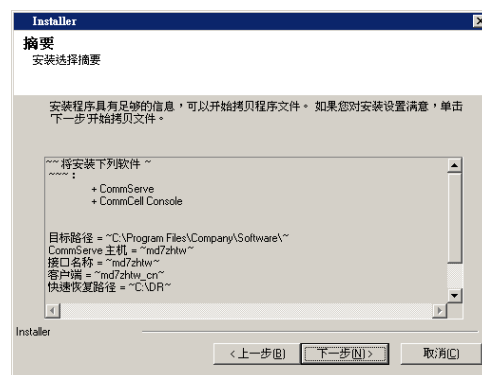 Installer
摘要
安装选择摘要
安装程序具有足够的信息，可以开始拷贝程序文件。 如果您对安装设置满意，单击
“下一步”开始拷贝文件。
~~ 将安装下列软件 ~
~~~ :
+ CommServe
+ CommCell Console
目标路径 = ~C:\Program Files\Company\Software\~
CommServe 主机 = ~md7zhtw~
接口名称 = ~md7zhtw~
客户端 = ~md7zhtw_cn~
快速恢复路径 = ~C:\DR~
Installer
< 上一步(B)
下一步(N) >
取消(C)